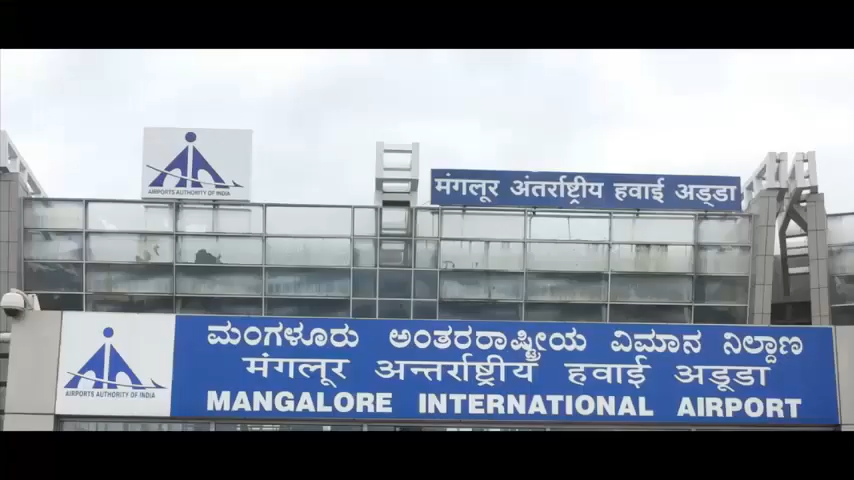 AIRPORTS AUTHORITY OF INDIA
मंगलूर अंतर्राष्ट्रीय हवाई अड्डा
ಮಂಗಳೂರು ಅಂತರರಾಷ್ಟ್ರೀಯ ವಿಮಾನ ನಿಲ್ದಾಣ
मंगलूर अन्तर्राष्ट्रीय हवाई अडूडा
MANGALORE INTERNATIONAL AIRPORT
AIRPORTS AUTHORITY OF INDIA